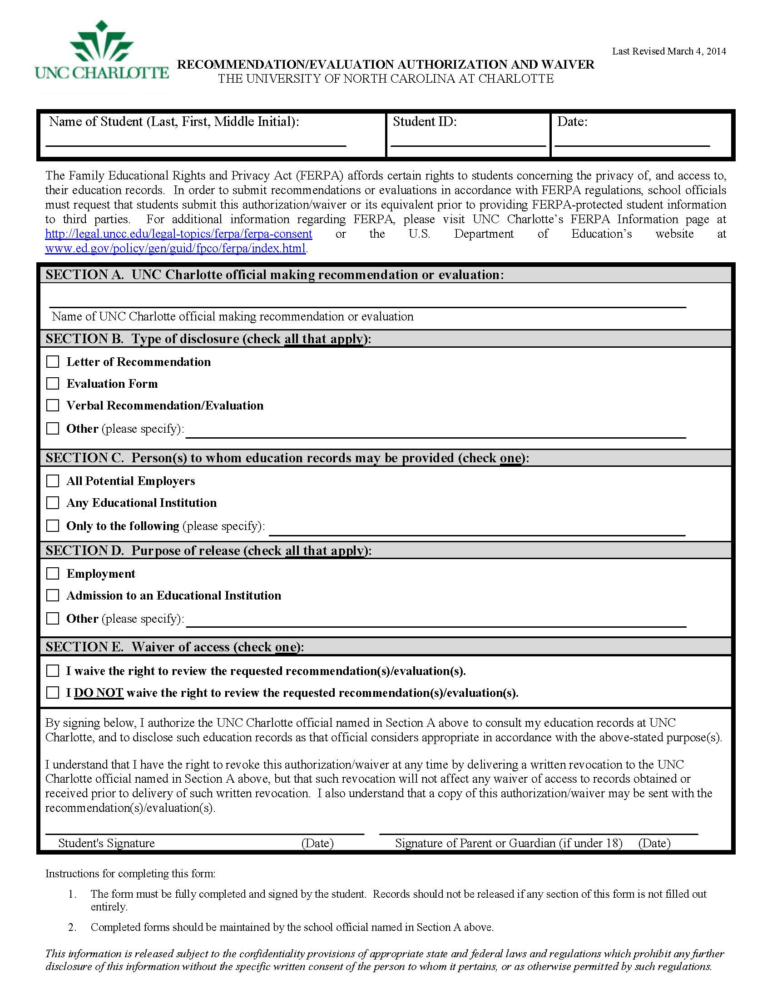 Last Revised March 4, 2014
UNC CHARLOTTE
RECOMMENDATION/EVALUATION AUTHORIZATION AND WAIVER
THE UNIVERSITY OF NORTH CAROLINA AT CHARLOTTE
Name of Student (Last, First, Middle Initial):
Student ID:
Date:
The Family Educational Rights and Privacy Act (FERPA) affords certain rights to students concerning the privacy of, and access to,
their education records. In order to submit recommendations or evaluations in accordance with FERPA regulations, school officials
must request that students submit this authorization/waiver or its equivalent prior to providing FERPA-protected student information
to third parties. For additional information regarding FERPA, please visit UNC Charlotte’s FERPA Information page at
http://legal.uncc.edu/legal-topics/ferpa/ferpa-consent or the U.S. Department of Education’s website at
www.ed.gov/policy/gen/guid/fpco/ferpa/index.html.
SECTION A. UNC Charlotte official making recommendation or evaluation:
Name of UNC Charlotte official making recommendation or evaluation
SECTION B. Type of disclosure (check all that apply):
Letter of Recommendation
Evaluation Form
Verbal Recommendation/Evaluation
Other (please specify):
SECTION C. Person(s) to whom education records may be provided (check one):
All Potential Employers
Any Educational Institution
Only to the following (please specify):
SECTION D. Purpose of release (check all that apply):
Employment
Admission to an Educational Institution
Other (please specify):
SECTION E. Waiver of access (check one):
I waive the right to review the requested recommendation(s)/evaluation(s).
I DO NOT waive the right to review the requested recommendation(s)/evaluation(s).
By signing below, I authorize the UNC Charlotte official named in Section A above to consult my education records at UNC
Charlotte, and to disclose such education records as that official considers appropriate in accordance with the above-stated purpose(s).
I understand that I have the right to revoke this authorization/waiver at any time by delivering a written revocation to the UNC
Charlotte official named in Section A above, but that such revocation will not affect any waiver of access to records obtained or
received prior to delivery of such written revocation. I also understand that a copy of this authorization/waiver may be sent with the
recommendation(s)/evaluation(s).
Student's Signature (Date) Signature of Parent or Guardian (if under 18) (Date)
Instructions for completing this form:
1. The form must be fully completed and signed by the student. Records should not be released if any section of this form is not filled out
entirely.
2. Completed forms should be maintained by the school official named in Section A above.
This information is released subject to the confidentiality provisions of appropriate state and federal laws and regulations which prohibit any further
disclosure of this information without the specific written consent of the person to whom it pertains, or as otherwise permitted by such regulations.